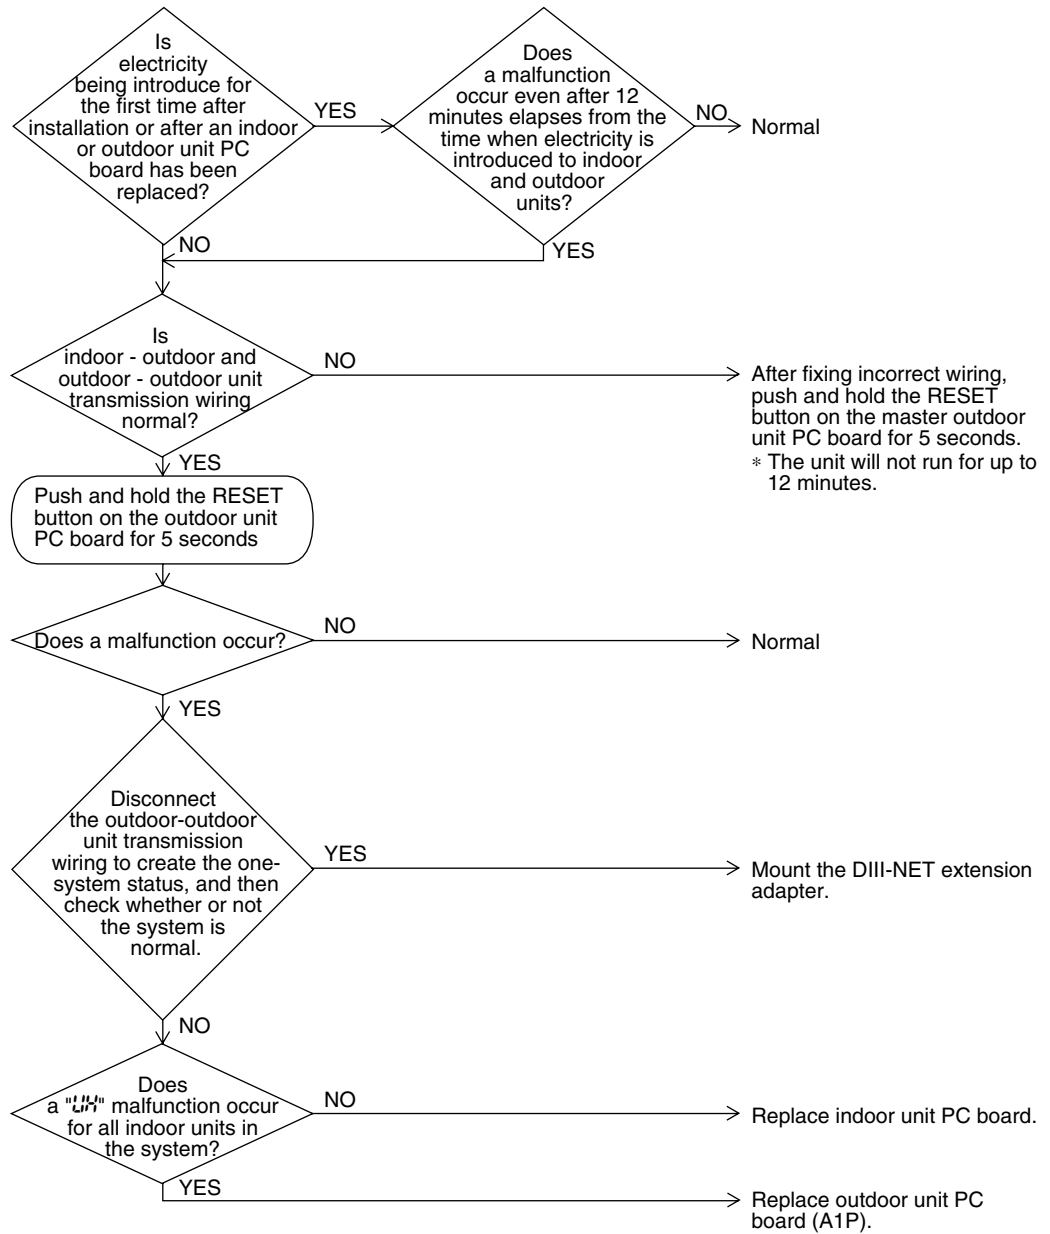 Is
electricity
being introduce for
the first time after
installation or after an indoor
or outdoor unit PC
board has been
replaced?
YES
Does
a malfunction
occur even after 12
minutes elapses from the
time when electricity is
introduced to indoor
and outdoor
units?
NO
Normal
NO
YES
Is
indoor - outdoor and
outdoor - outdoor unit
transmission wiring
normal?
NO
After fixing incorrect wiring,
push and hold the RESET
button on the master outdoor
unit PC board for 5 seconds.
* The unit will not run for up to
12 minutes.
YES
Push and hold the RESET
button on the outdoor unit
PC board for 5 seconds
Does a malfunction occur?
NO
Normal
YES
Disconnect
the outdoor-outdoor
unit transmission
wiring to create the one-
system status, and then
check whether or not
the system is
normal.
YES
Mount the DIII-NET extension
adapter.
NO
Does
a "UH" malfunction occur
for all indoor units in
the system?
NO
Replace indoor unit PC board.
YES
Replace outdoor unit PC
board (A1P).